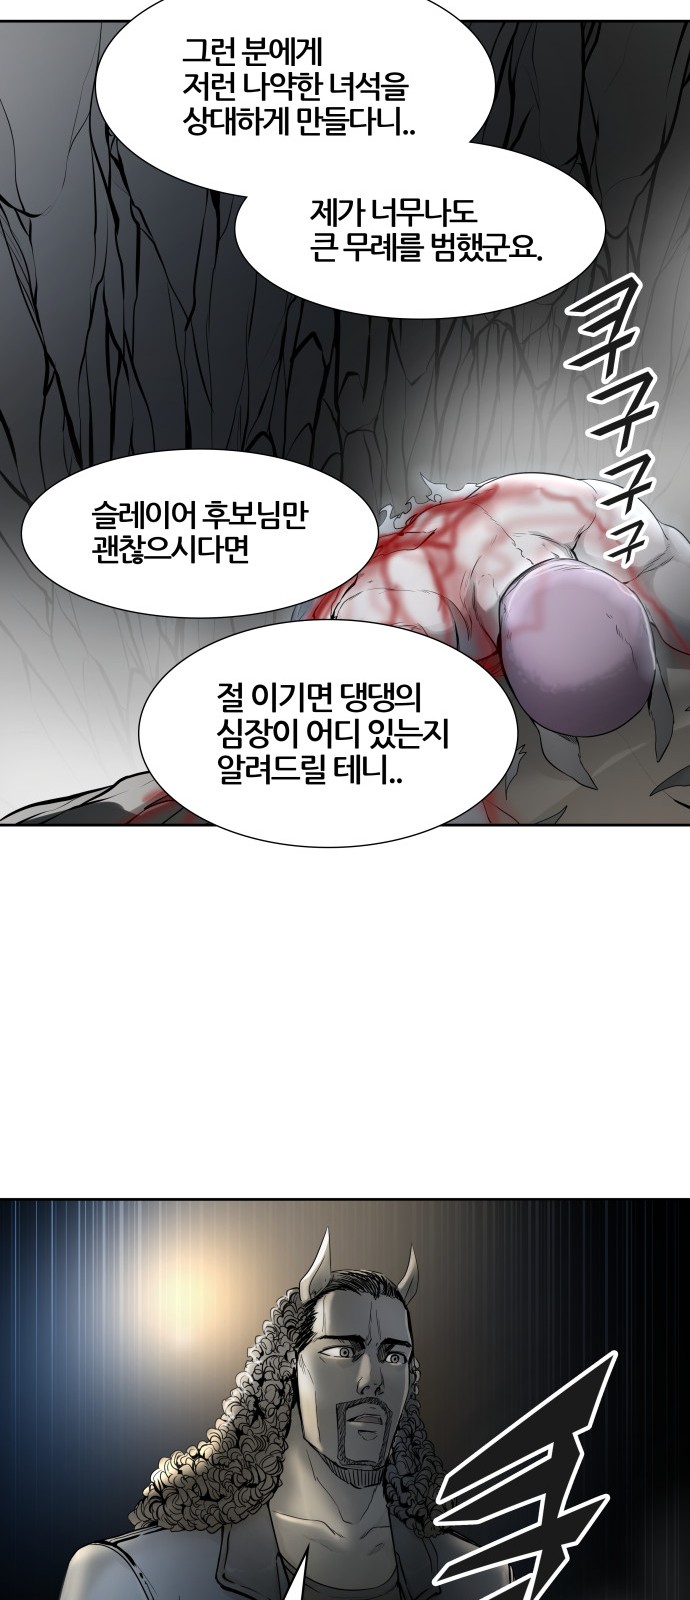 그런 분에게
저런 나약한 녀석을
상대하게 만들다니..
제가 너무나도
큰 무례를 범했군요.
쿠구구구
슬레이어 후보님만
괜찮으시다면
절 이기면 댕댕의
심장이 어디 있는지
알려드릴 테니..